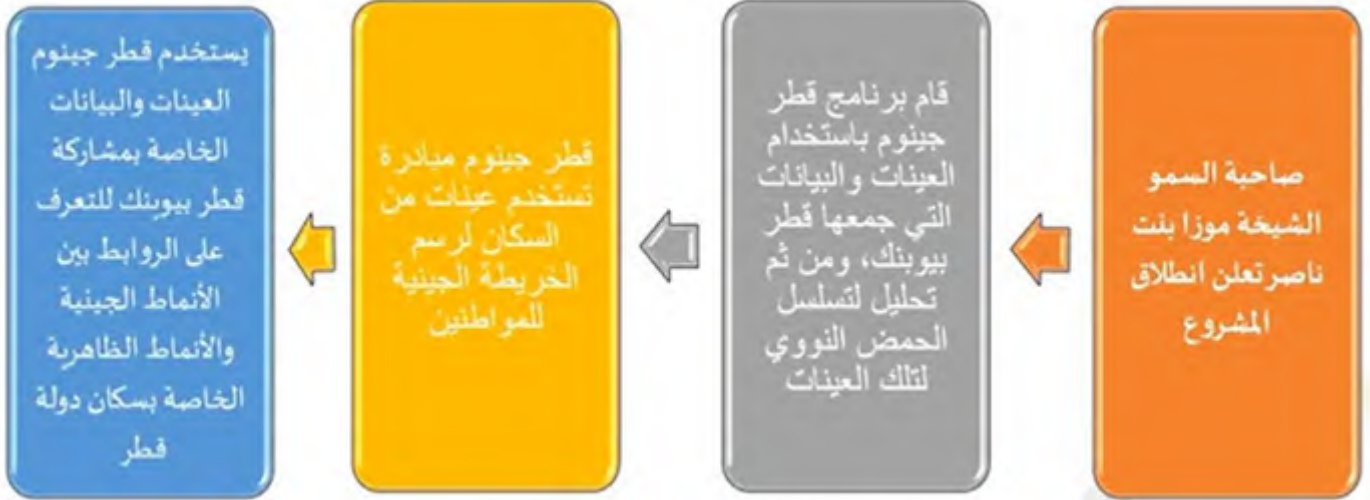 صاحبة السمو
الشيخة موزا بنت
ناصر تعلن انطلاق
المشروع
قام برنامج قطر
جينوم باستخدام
العينات والبيانات
التي جمعها قطر
بيوبنك، ومن ثم
تحليل لتسلسل
الحمض النووي
لتلك العينات
قطر جينوم مبادرة
تستخدم عينات من
السكان لرسم
الخريطة الجينية
للمواطنين
يستخدم قطر جينوم
العينات والبيانات
الخاصة بمشاركة
قطر بيوبنك للتعرف
على الروابط بين
الأنماط الجينية
والأنماط الظاهرية
الخاصة بسكان دولة
قطر